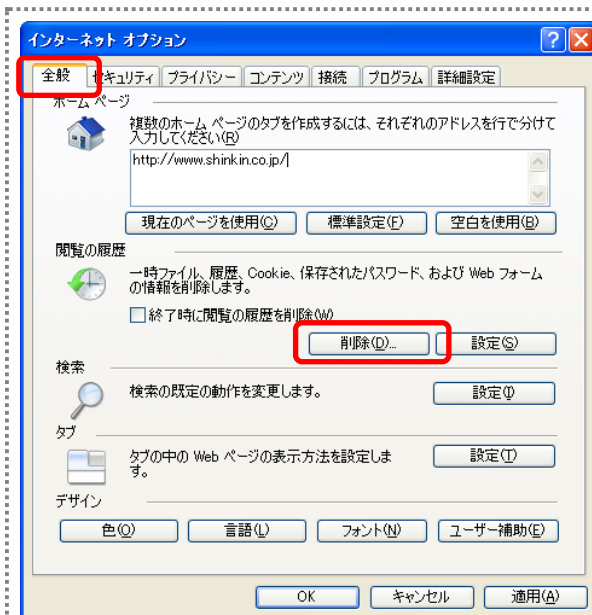 インターネット オプション
全般 セキュリティ プライバシー コンテンツ 接続 プログラム 詳細設定
ホーム ページ
複数のホーム ページのタブを作成するには、それぞれのアドレスを行で分けて
入力してください(R)
http://www.shinkin.co.jp/
現在のページを使用(C) 標準設定(F) 空白を使用(B)
閲覧の履歴
一時ファイル、履歴、Cookie、保存されたパスワード、および Web フォーム
の情報を削除します。
終了時に閲覧の履歴を削除(W)
削除(D)... 設定(S)
検索
検索の既定の動作を変更します。 設定(I)
タブ
タブの中の Web ページの表示方法を設定しま
す。
設定(T)
デザイン
色(O) 言語(L) フォント(N) ユーザー補助(E)
OK キャンセル 適用(A)